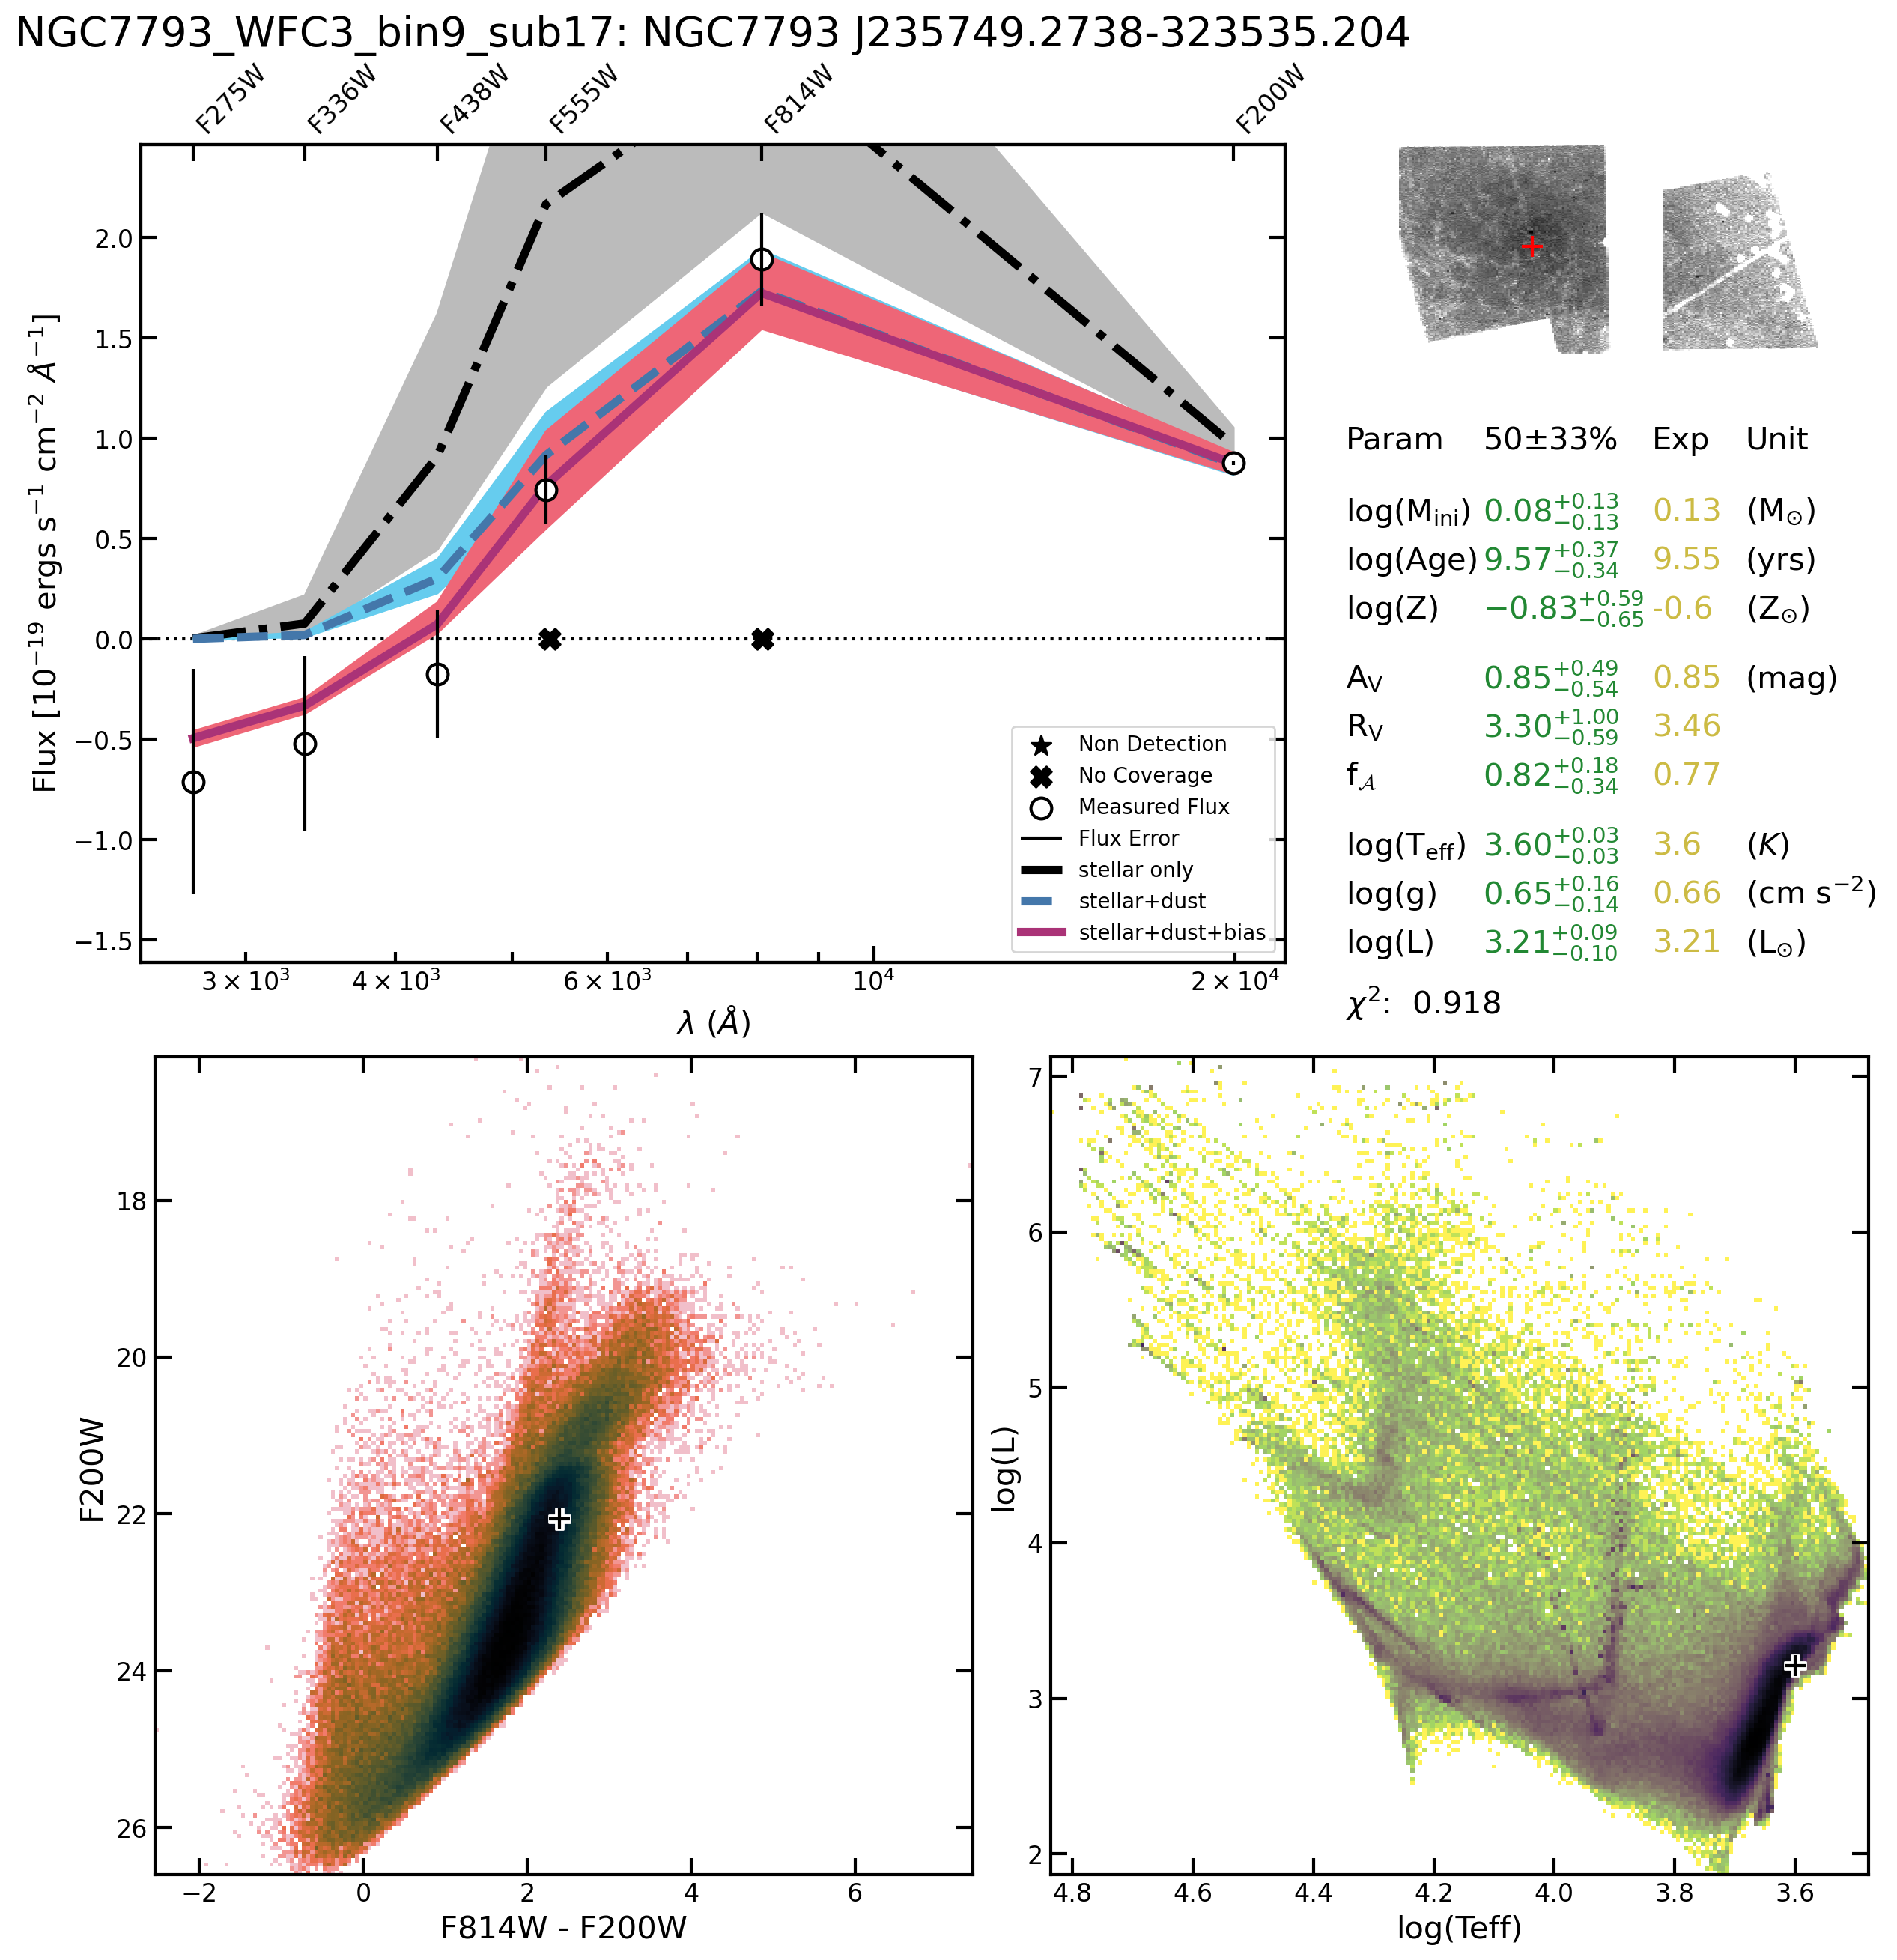 NGC7793_WFC3_bin9_sub17: NGC7793 J235749.2738-323535.204
F275W F336W F438W F555W F814W F200W
Flux [10⁻¹⁹ ergs s⁻¹ cm⁻² Å⁻¹]
2.0
1.5
1.0
0.5
0.0
−0.5
−1.0
−1.5
Non Detection
No Coverage
Measured Flux
Flux Error
stellar only
stellar+dust
stellar+dust+bias
3×10³ 4×10³ 6×10³ 10⁴ 2×10⁴
λ (Å)
Param 50±33% Exp Unit
log(M_ini) 0.08 +0.13 −0.13 0.13 (M⊙)
log(Age) 9.57 +0.37 −0.34 9.55 (yrs)
log(Z) −0.83 +0.59 −0.65 -0.6 (Z⊙)
A_V 0.85 +0.49 −0.54 0.85 (mag)
R_V 3.30 +1.00 −0.59 3.46
f_𝒜 0.82 +0.18 −0.34 0.77
log(T_eff) 3.60 +0.03 −0.03 3.6 (K)
log(g) 0.65 +0.16 −0.14 0.66 (cm s⁻²)
log(L) 3.21 +0.09 −0.10 3.21 (L⊙)
χ²: 0.918
F200W
18
20
22
24
26
−2 0 2 4 6
F814W - F200W
log(L)
7
6
5
4
3
2
4.8 4.6 4.4 4.2 4.0 3.8 3.6
log(Teff)